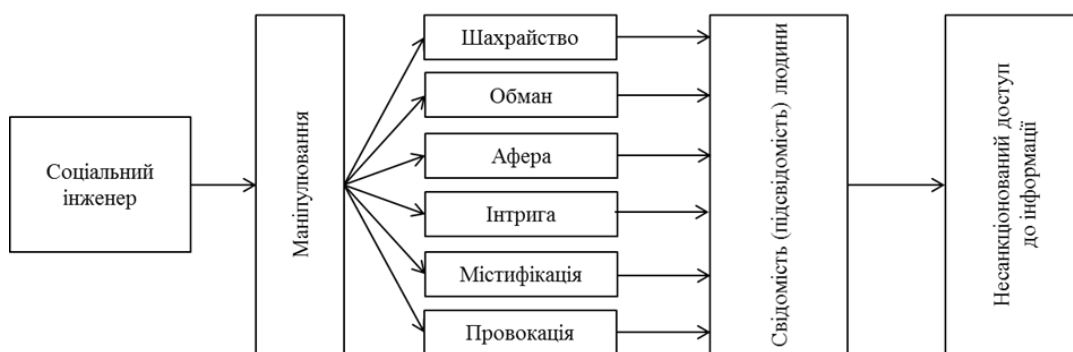 Соціальний
інженер
Маніпулювання
Шахрайство
Обман
Афера
Інтрига
Містифікація
Провокація
Свідомість (підсвідомість) людини
Несанкціонований доступ
до інформації